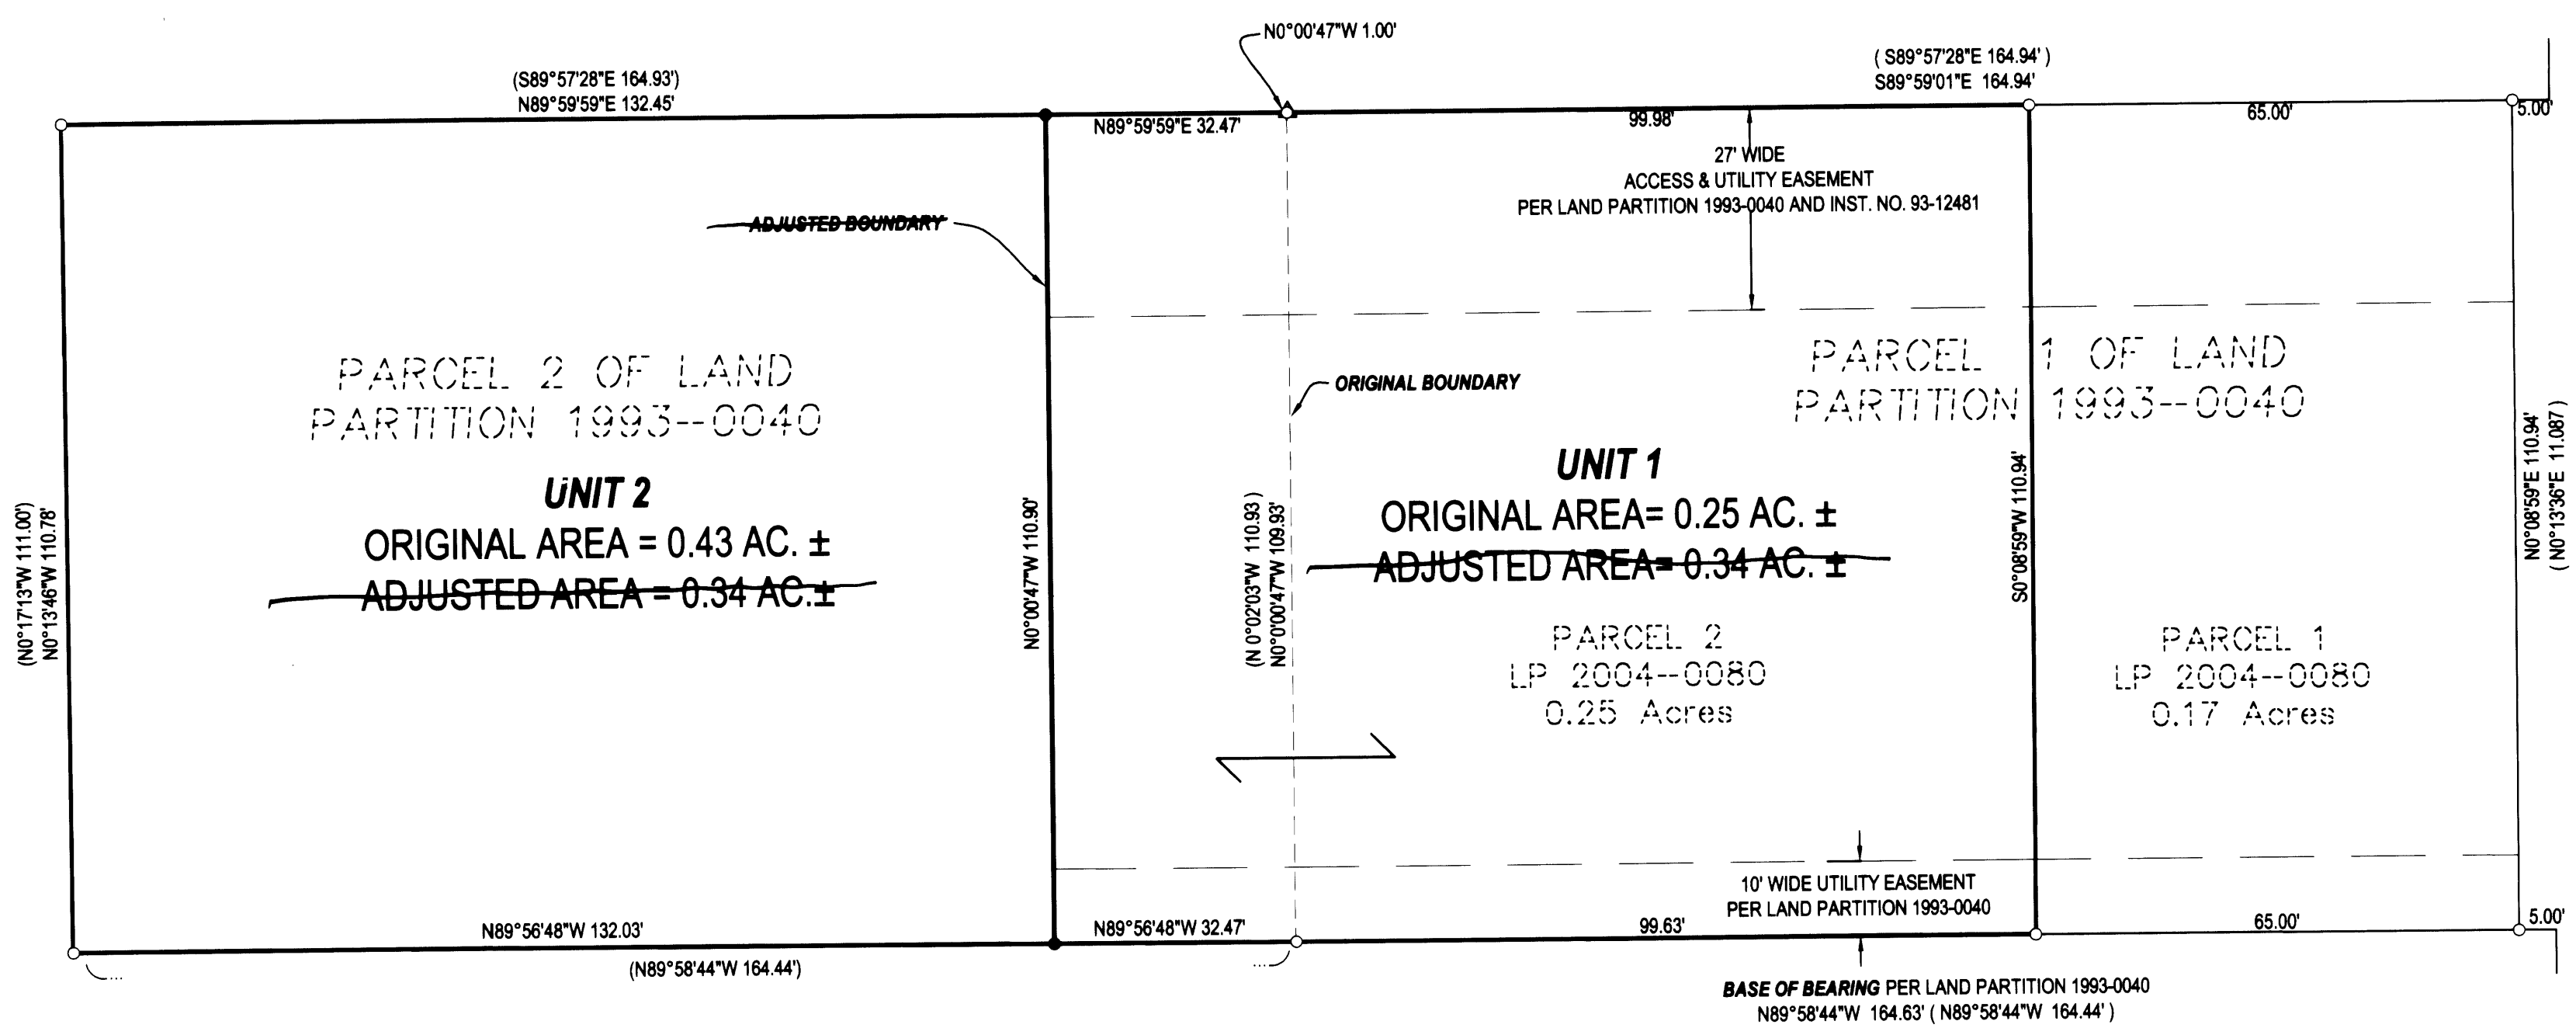 N0°00'47"W 1.00'
(S89°57'28"E 164.93')
N89°59'59"E 132.45'
( S89°57'28"E 164.94' )
S89°59'01"E 164.94'
N89°59'59"E 32.47'
99.98'
65.00'
5.00'
27' WIDE
ACCESS & UTILITY EASEMENT
PER LAND PARTITION 1993-0040 AND INST. NO. 93-12481
ADJUSTED BOUNDARY
ORIGINAL BOUNDARY
PARCEL 2 OF LAND
PARTITION 1993--0040
PARCEL 1 OF LAND
PARTITION 1993--0040
UNIT 2
ORIGINAL AREA = 0.43 AC. ±
ADJUSTED AREA = 0.34 AC.±
UNIT 1
ORIGINAL AREA= 0.25 AC. ±
ADJUSTED AREA= 0.34 AC. ±
(N0°17'13"W 111.00')
N0°13'46"W 110.78'
N0°00'47"W 110.90'
(N 0°02'03"W 110.93 )
N0°0'00'47"W 109.93'
S0°08'59"W 110.94'
N0°08'59"E 110.94'
( N0°13'36"E 11.087 )
PARCEL 2
LP 2004--0080
0.25 Acres
PARCEL 1
LP 2004--0080
0.17 Acres
10' WIDE UTILITY EASEMENT
PER LAND PARTITION 1993-0040
N89°56'48"W 132.03'
N89°56'48"W 32.47'
99.63'
65.00'
5.00'
(N89°58'44"W 164.44')
BASE OF BEARING PER LAND PARTITION 1993-0040
N89°58'44"W 164.63' ( N89°58'44"W 164.44' )